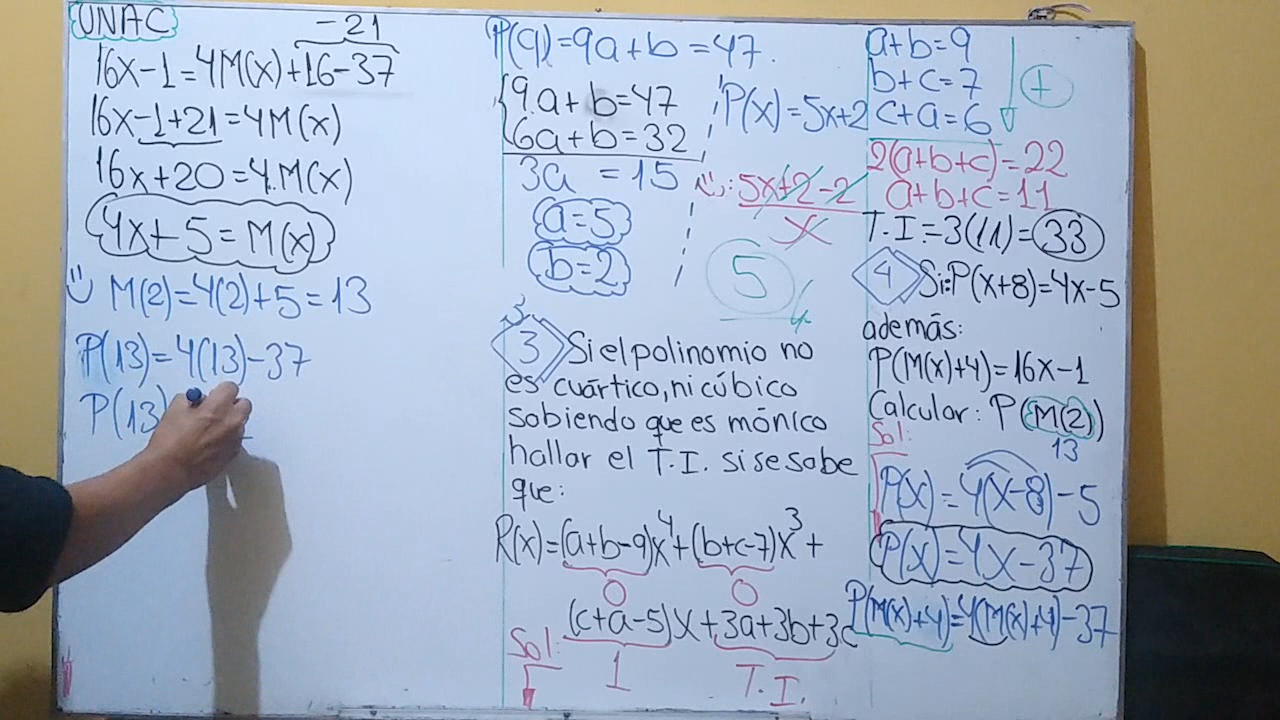 UNAC
-21
16x-1=4M(x)+16-37
16x-1+21=4M(x)
16x+20=4.M(x)
4x+5=M(x)
M(2)=4(2)+5=13
P(13)=4(13)-37
P(13)
P(9)=9a+b=47.
9.a+b=47
6a+b=32
3a =15
a=5
b=2
P(x)=5x+2
5x+2-2
x
5
3
Si el polinomio no
es cuártico, ni cúbico
sobiendo que es mónico
hallar el T.I. si se sabe
que:
R(x)=(a+b-9)x⁴+(b+c-7)x³+
0 0
(c+a-5)x+3a+3b+3c
Sol:
1 T.I.
a+b=9
b+c=7
c+a=6
+
2(a+b+c)=22
a+b+c=11
T.I.=3(11)=33
4 Si:P(x+8)=4x-5
además:
P(M(x)+4)=16x-1
Calcular: P(M(2))
13
Sol:
P(x)=4(x-8)-5
P(x)=4x-37
P(M(x)+4)=4(M(x)+4)-37